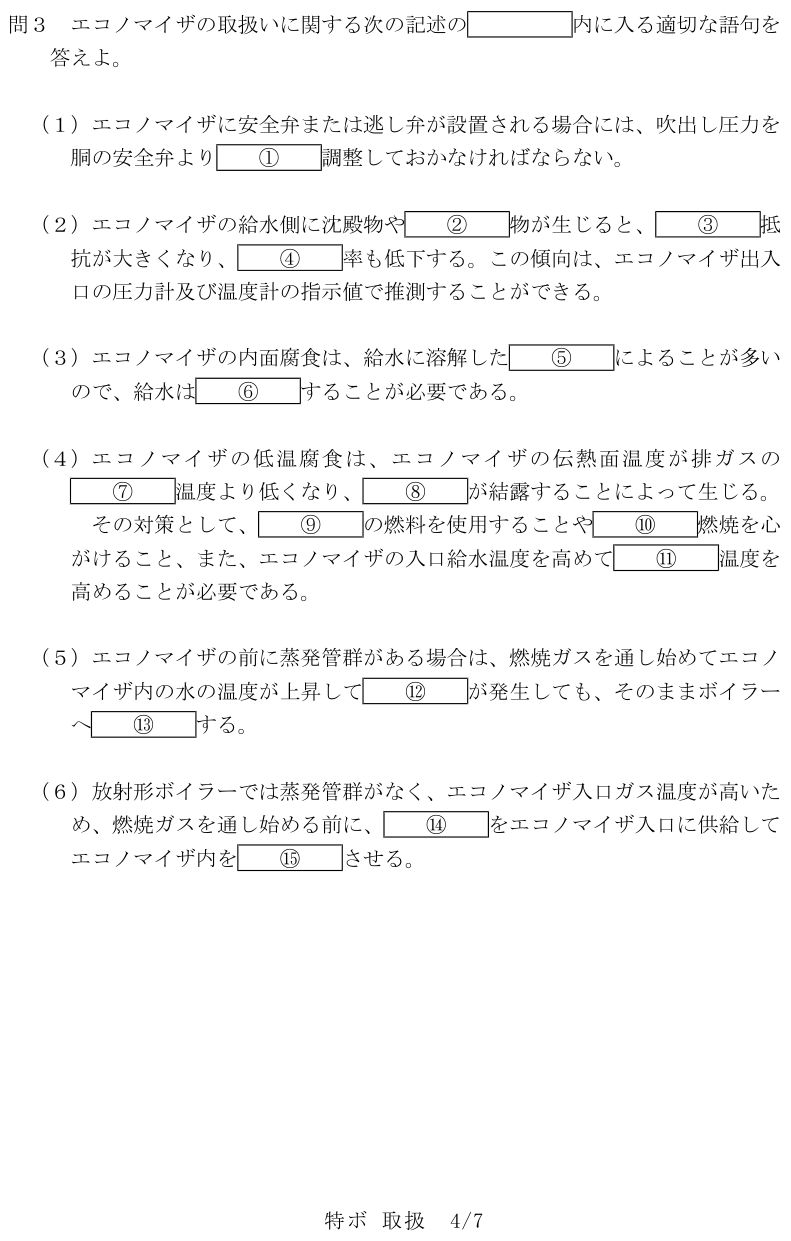 問３　エコノマイザの取扱いに関する次の記述の　　　　　内に入る適切な語句を
答えよ。
（１）エコノマイザに安全弁または逃し弁が設置される場合には、吹出し圧力を
胴の安全弁より　①　調整しておかなければならない。
（２）エコノマイザの給水側に沈殿物や　②　物が生じると、　③　抵
抗が大きくなり、　④　率も低下する。この傾向は、エコノマイザ出入
口の圧力計及び温度計の指示値で推測することができる。
（３）エコノマイザの内面腐食は、給水に溶解した　⑤　によることが多い
ので、給水は　⑥　することが必要である。
（４）エコノマイザの低温腐食は、エコノマイザの伝熱面温度が排ガスの
⑦　温度より低くなり、　⑧　が結露することによって生じる。
その対策として、　⑨　の燃料を使用することや　⑩　燃焼を心
がけること、また、エコノマイザの入口給水温度を高めて　⑪　温度を
高めることが必要である。
（５）エコノマイザの前に蒸発管群がある場合は、燃焼ガスを通し始めてエコノ
マイザ内の水の温度が上昇して　⑫　が発生しても、そのままボイラー
へ　⑬　する。
（６）放射形ボイラーでは蒸発管群がなく、エコノマイザ入口ガス温度が高いた
め、燃焼ガスを通し始める前に、　⑭　をエコノマイザ入口に供給して
エコノマイザ内を　⑮　させる。
特ボ 取扱　4/7